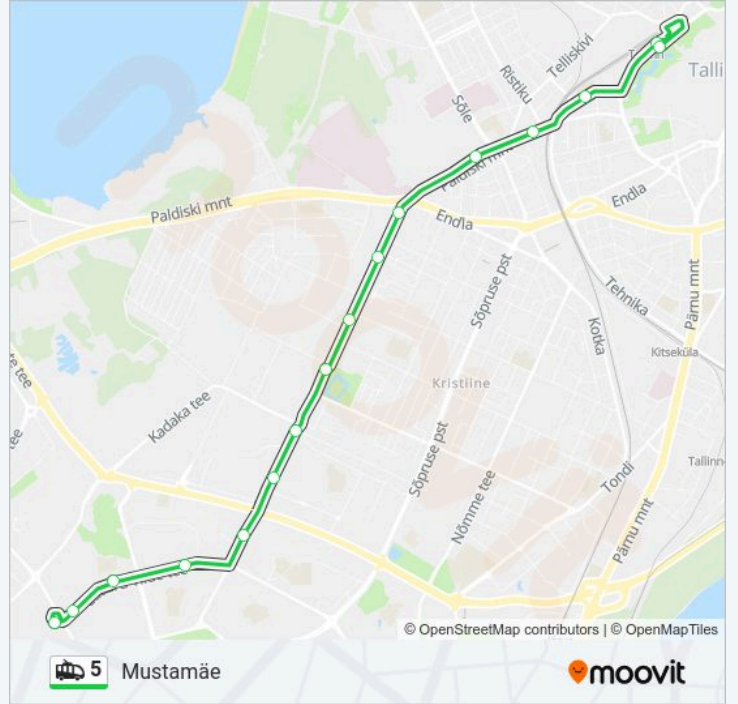 Telliskivi
Talli
Ristiku
Sõle
Paldiski mnt
Endla
Paldiski mnt
Endla
Sõpruse pst
Tehnika
Pärnu mnt
Kotka
Kitseküla
Kristiine
Kadaka tee
tee
Sõpruse pst
Nõmme tee
Tondi
Tallinn-
Pärnu mnt
© OpenStreetMap contributors | © OpenMapTiles
5 Mustamäe
moovit